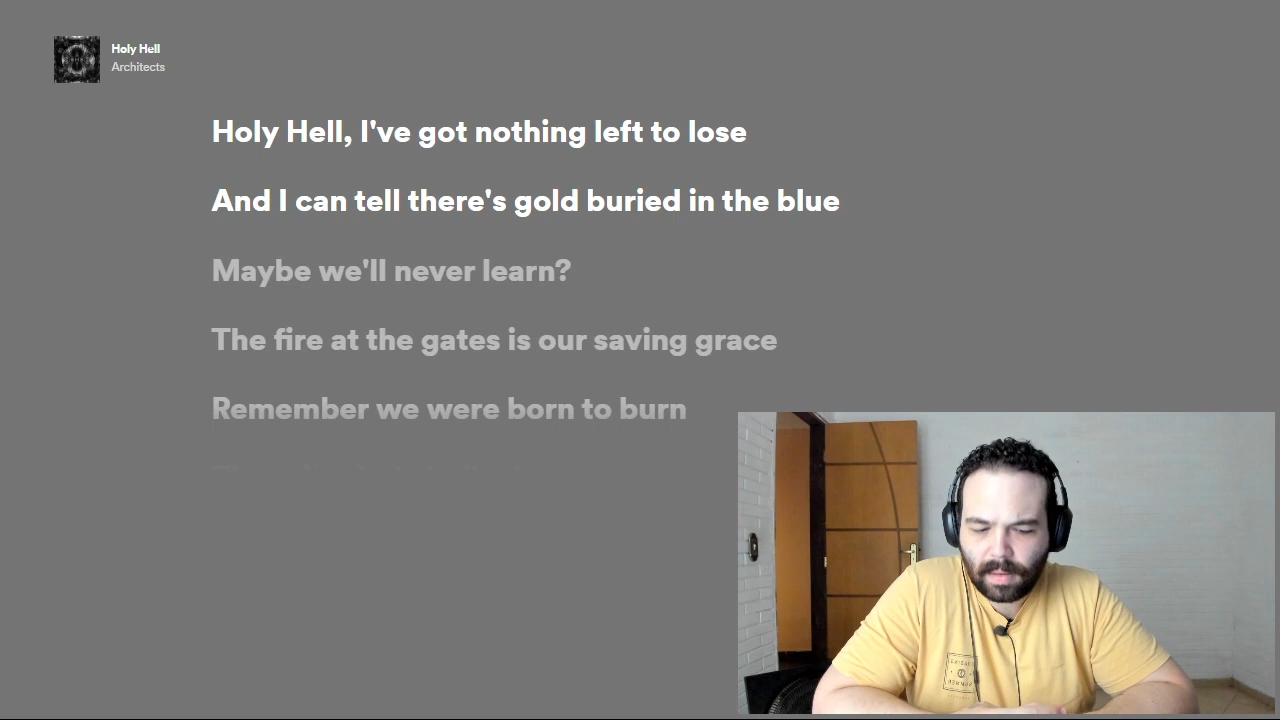 Holy Hell
Architects
Holy Hell, I've got nothing left to lose
And I can tell there's gold buried in the blue
Maybe we'll never learn?
The fire at the gates is our saving grace
Remember we were born to burn